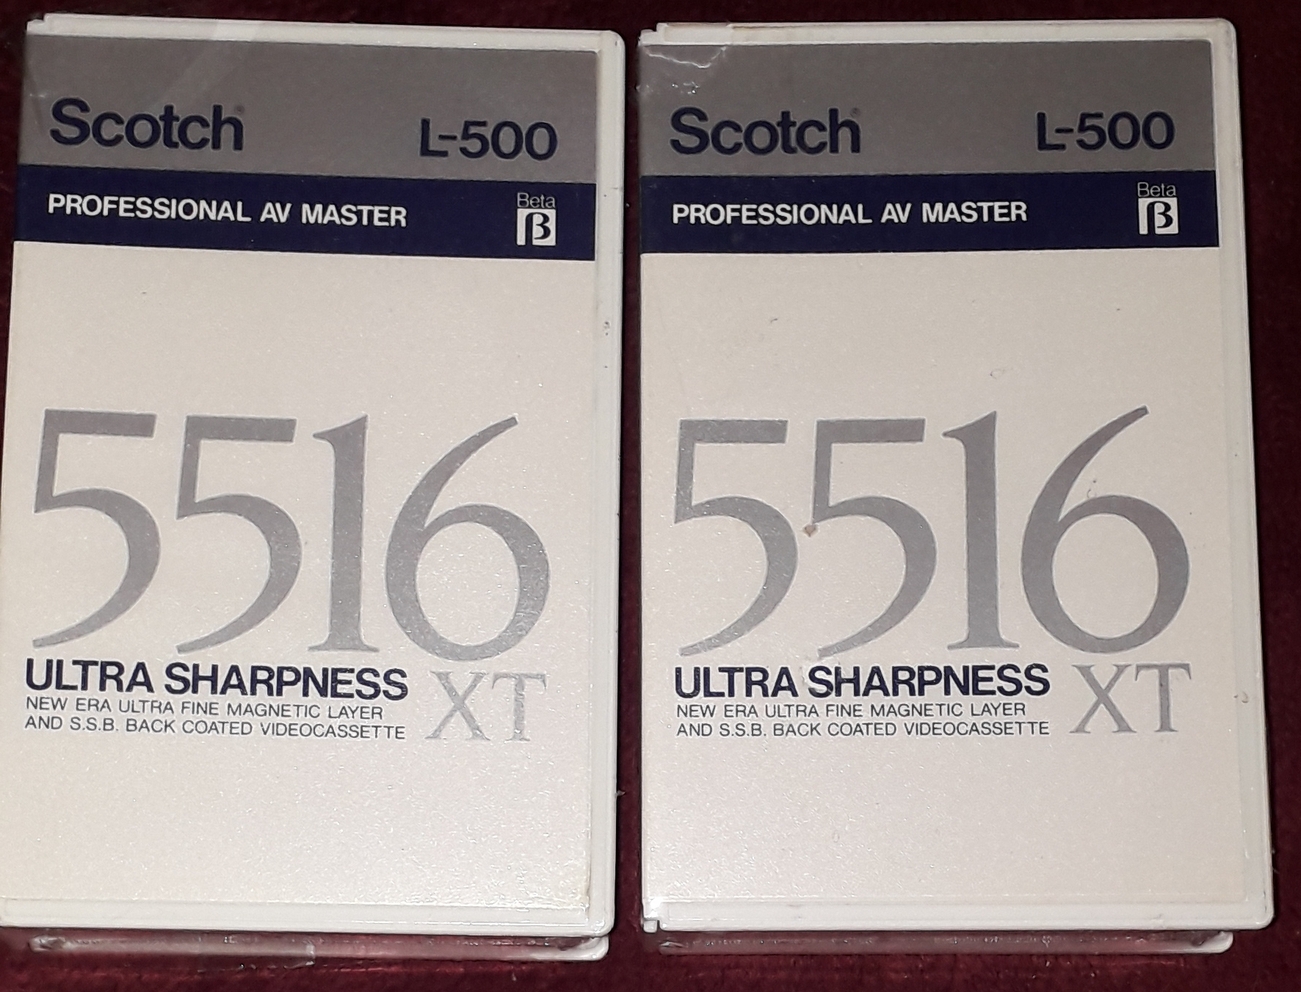 Scotch
L-500
PROFESSIONAL AV MASTER
Beta
β
5516
ULTRA SHARPNESS
NEW ERA ULTRA FINE MAGNETIC LAYER
AND S.S.B. BACK COATED VIDEOCASSETTE
XT
Scotch
L-500
PROFESSIONAL AV MASTER
Beta
β
5516
ULTRA SHARPNESS
NEW ERA ULTRA FINE MAGNETIC LAYER
AND S.S.B. BACK COATED VIDEOCASSETTE
XT